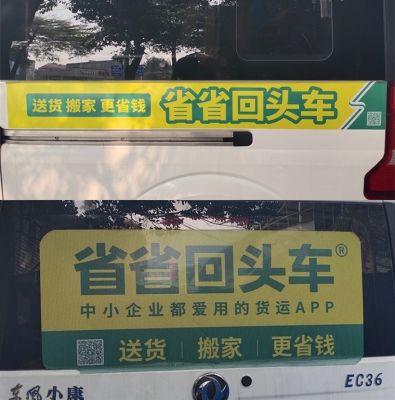 送货 搬家 更省钱 省省回头车
省省回头车®
中小企业都爱用的货运APP
送货 | 搬家 | 更省钱
东风小康 EC36